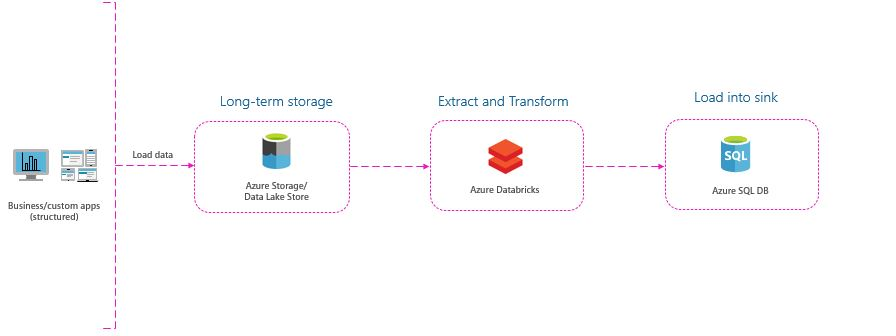 Long-term storage
Extract and Transform
Load into sink
Load data
SQL
Business/custom apps
(structured)
Azure Storage/
Data Lake Store
Azure Databricks
Azure SQL DB